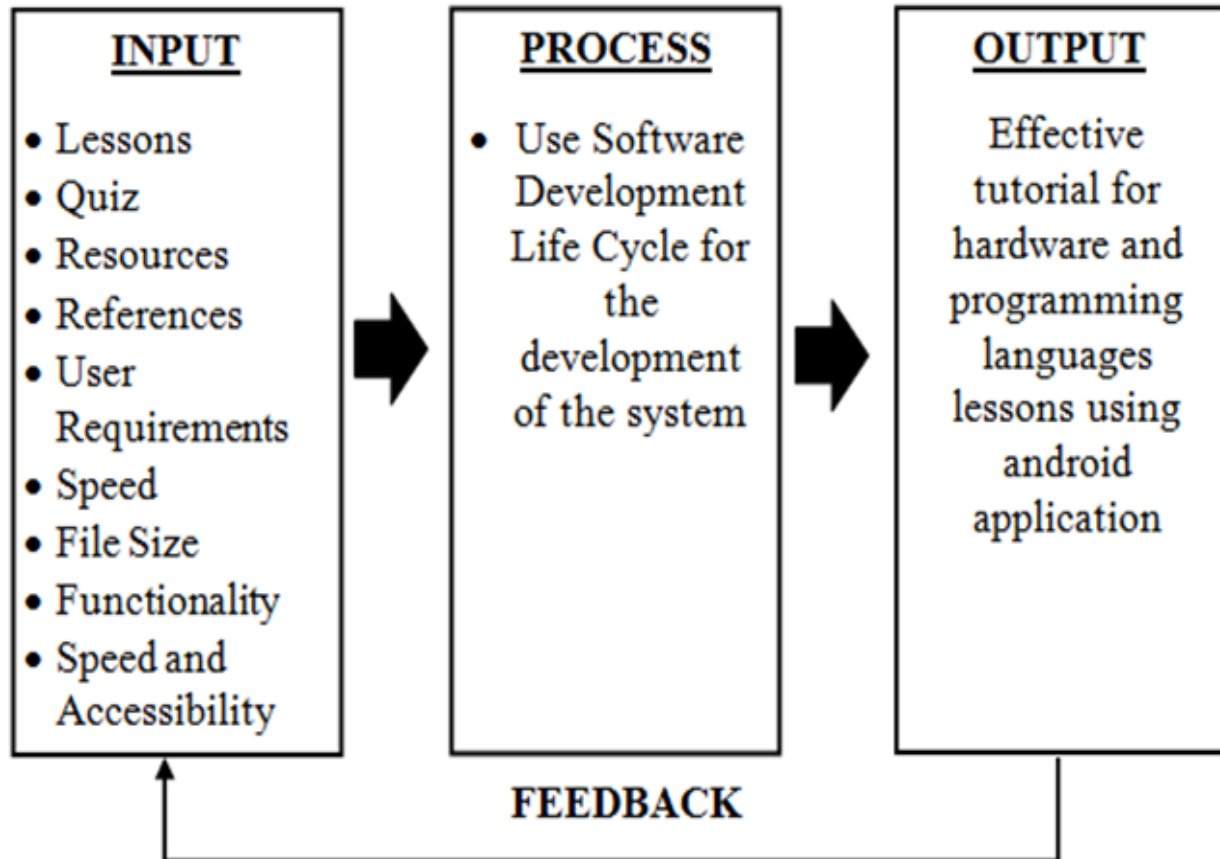 INPUT
• Lessons
• Quiz
• Resources
• References
• User
Requirements
• Speed
• File Size
• Functionality
• Speed and
Accessibility
PROCESS
• Use Software
Development
Life Cycle for
the
development
of the system
OUTPUT
Effective
tutorial for
hardware and
programming
languages
lessons using
android
application
FEEDBACK